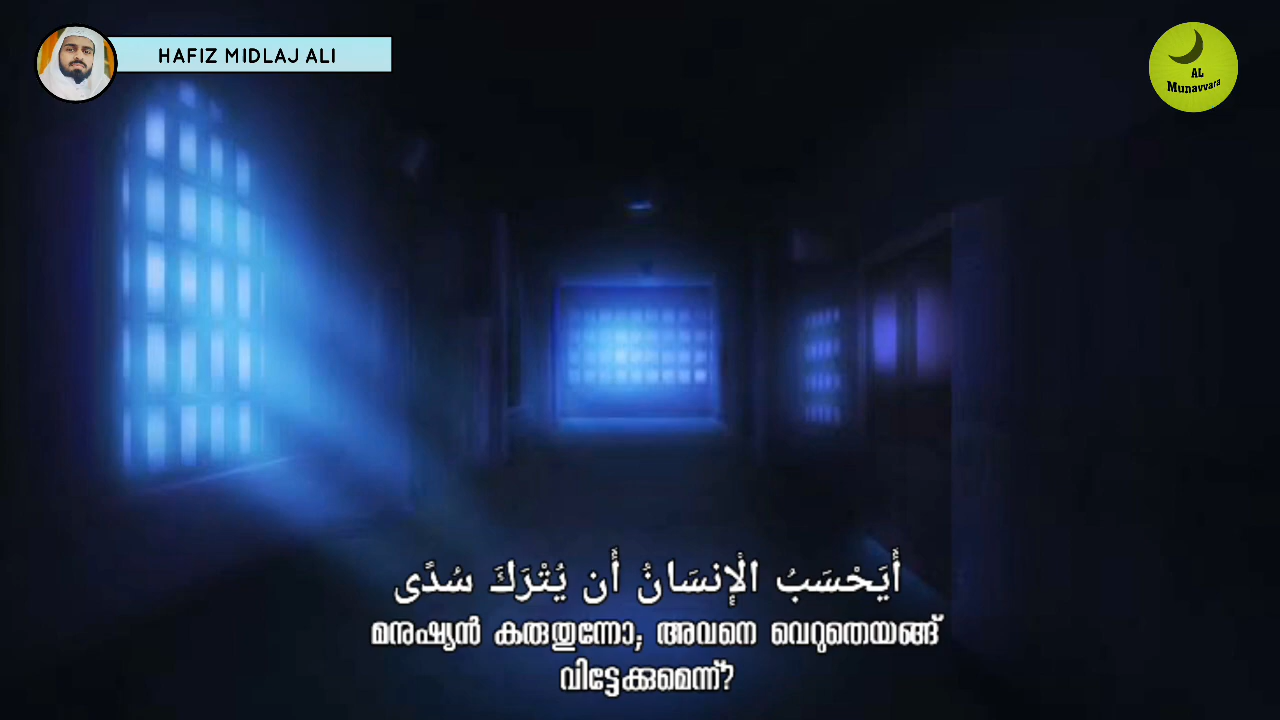 HAFIZ MIDLAJ ALI
AL
Munavvara
أَيَحْسَبُ الْإِنسَانُ أَن يُتْرَكَ سُدًى
മനുഷ്യൻ കരുതുന്നോ; അവനെ വെറുതെയങ്ങ്
വിട്ടേക്കുമെന്ന്?